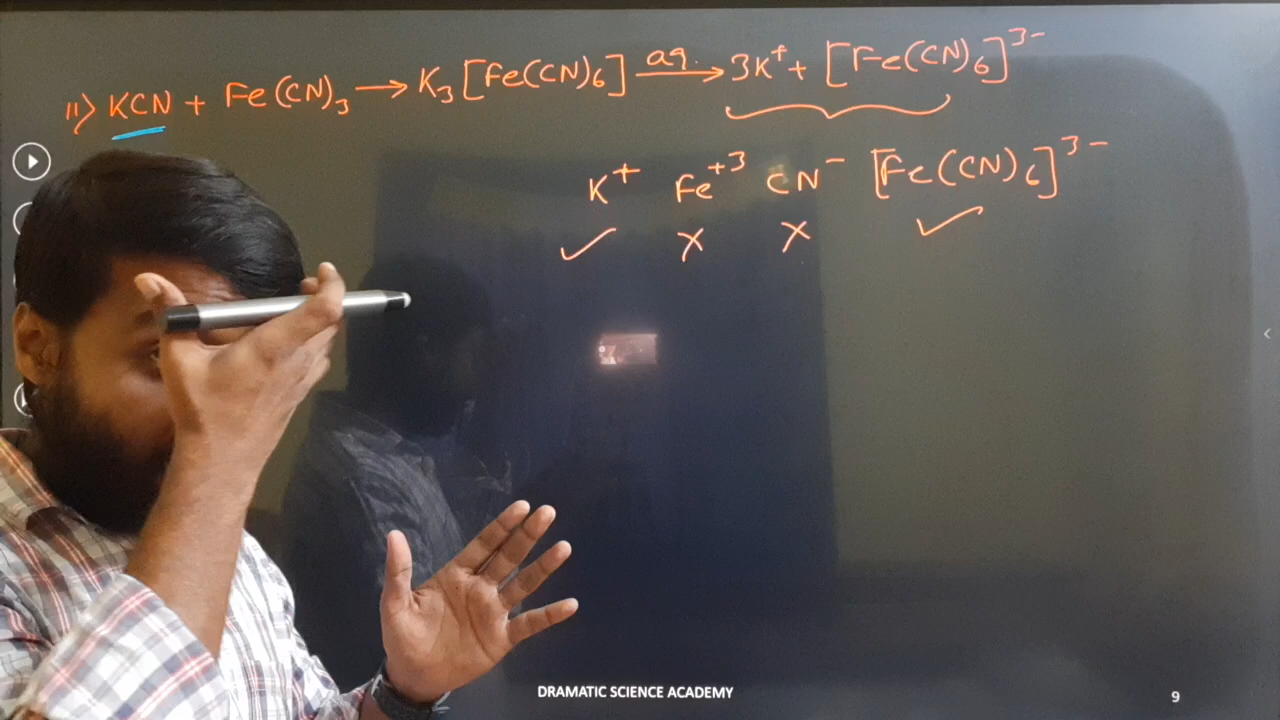 11) KCN + Fe(CN)₃ → K₃[Fe(CN)₆] aq. → 3K⁺ + [Fe(CN)₆]³⁻
K⁺ Fe⁺³ CN⁻ [Fe(CN)₆]³⁻
✓ X X ✓
DRAMATIC SCIENCE ACADEMY
9